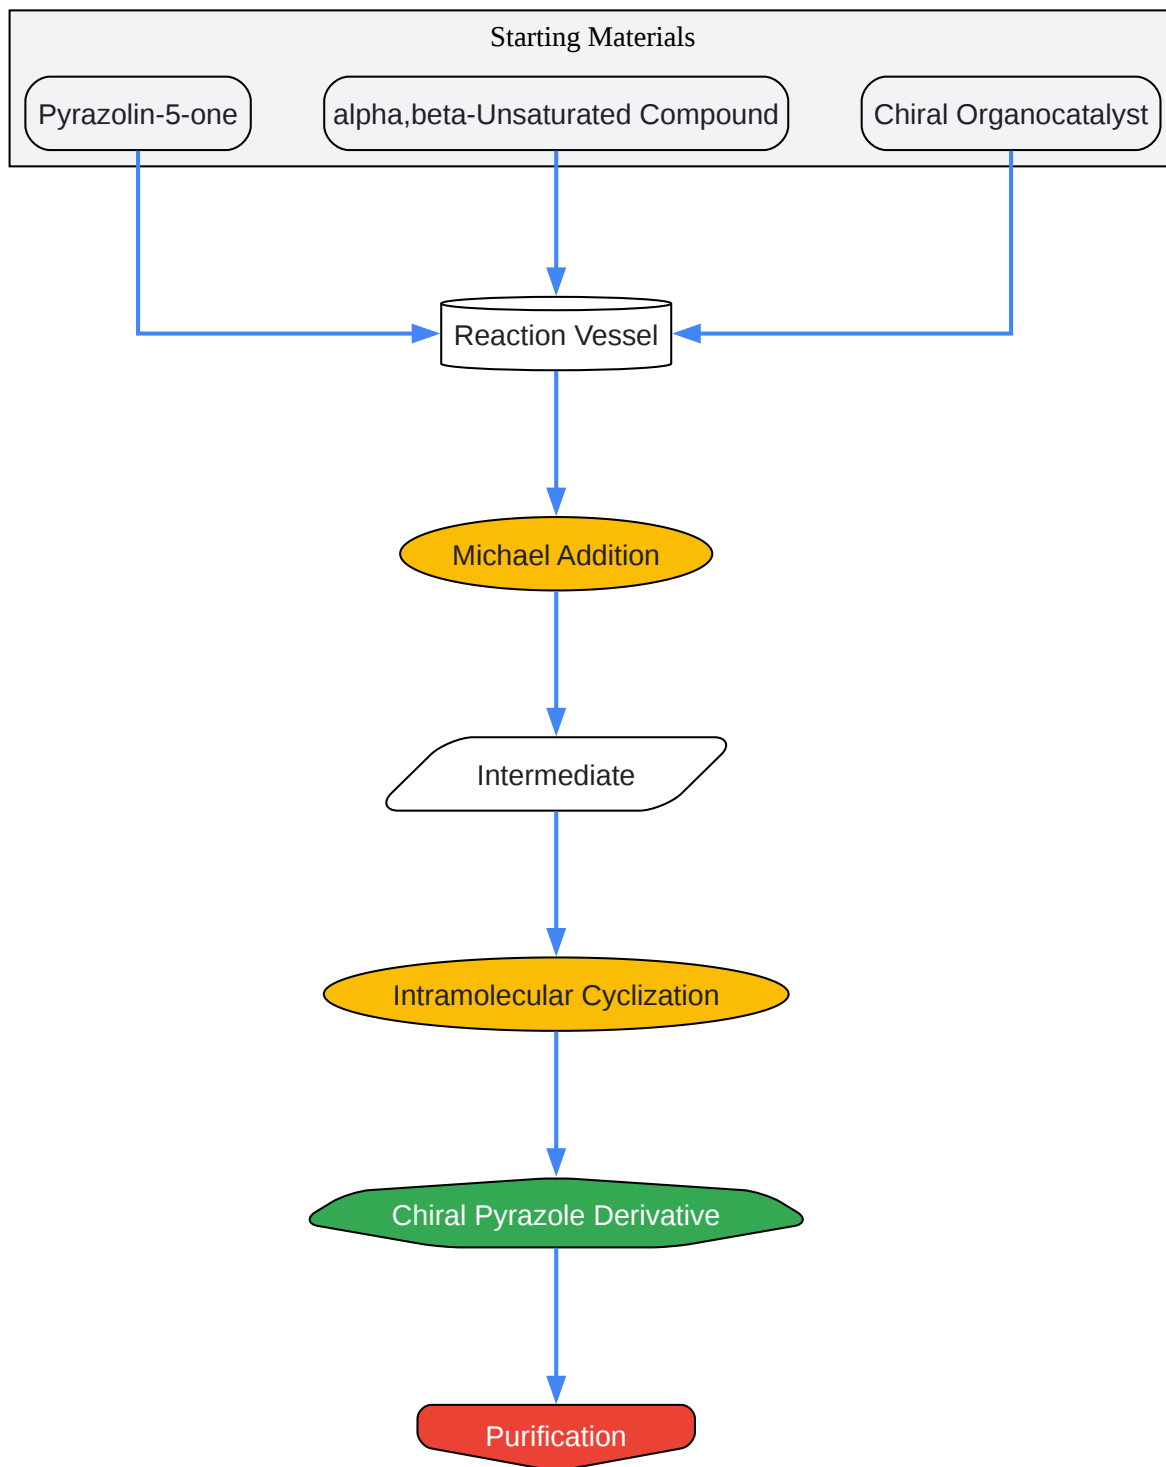 Starting Materials
Pyrazolin-5-one
alpha,beta-Unsaturated Compound
Chiral Organocatalyst
Reaction Vessel
Michael Addition
Intermediate
Intramolecular Cyclization
Chiral Pyrazole Derivative
Purification